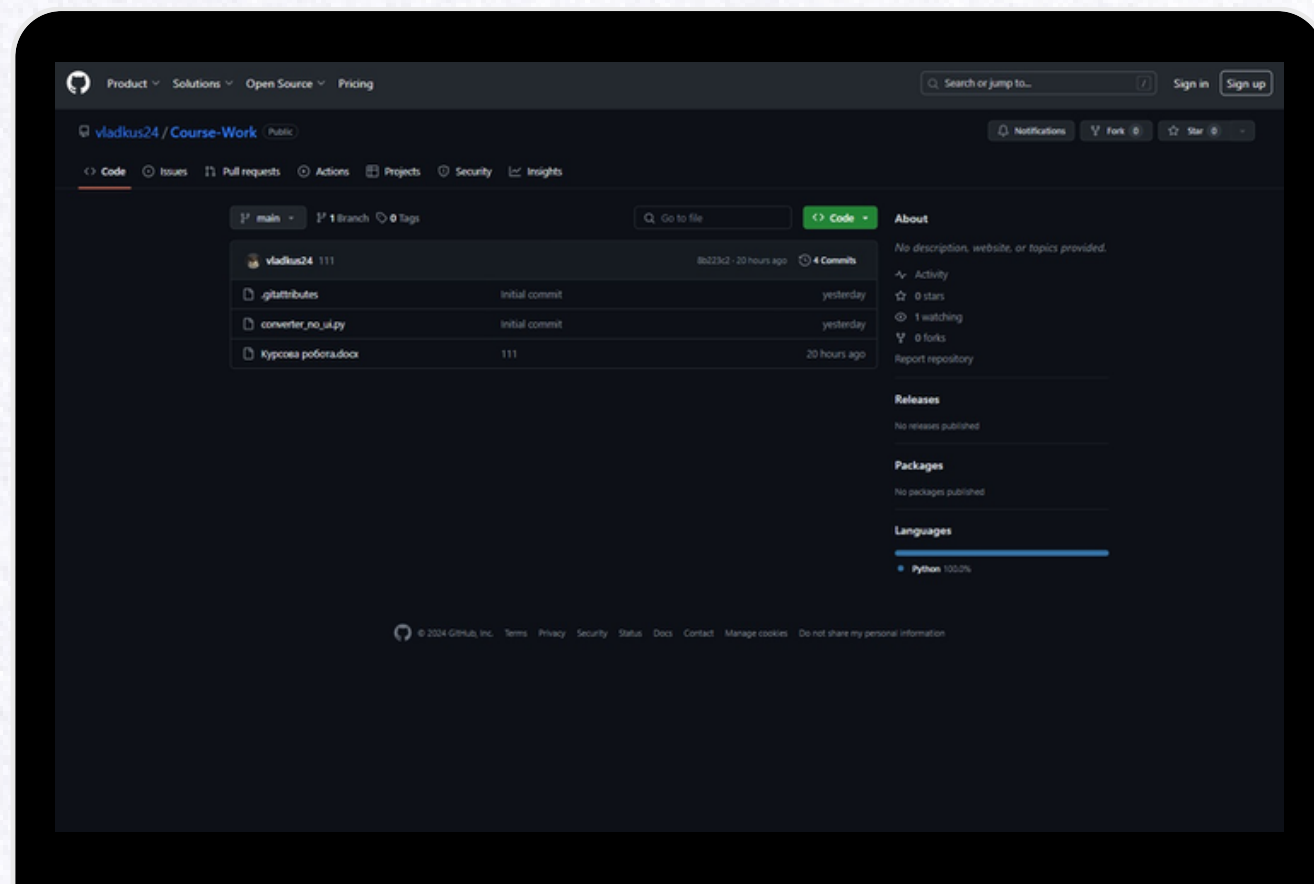 Product Solutions Open Source Pricing Search or jump to... / Sign in Sign up
vladkus24 / Course-Work Public Notifications Fork 0 Star 0
Code Issues Pull requests Actions Projects Security Insights
main 1 Branch 0 Tags Go to file Code
vladkus24 111 8b223c2 · 20 hours ago 4 Commits
.gitattributes Initial commit yesterday
converter_no_ui.py Initial commit yesterday
Курсова робота.docx 111 20 hours ago
About
No description, website, or topics provided.
Activity
0 stars
1 watching
0 forks
Report repository
Releases
No releases published
Packages
No packages published
Languages
Python 100.0%
© 2024 GitHub, Inc. Terms Privacy Security Status Docs Contact Manage cookies Do not share my personal information